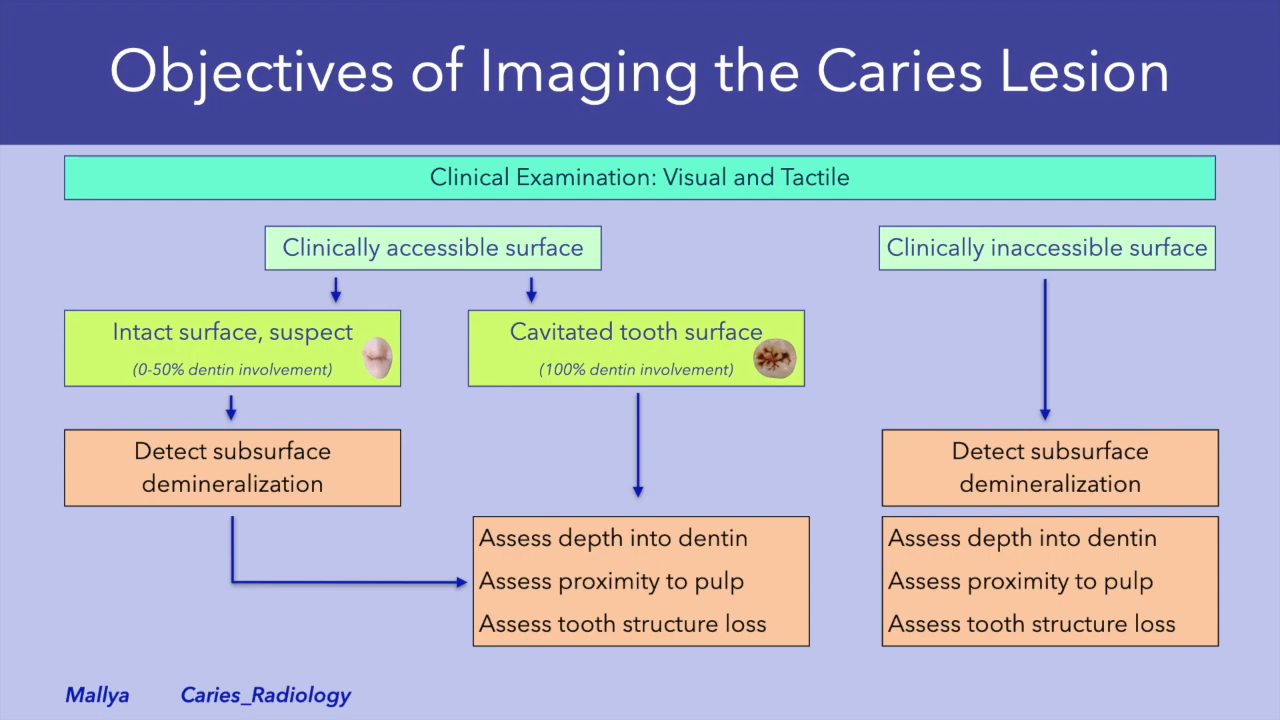 Objectives of Imaging the Caries Lesion
Clinical Examination: Visual and Tactile
Clinically accessible surface
Clinically inaccessible surface
Intact surface, suspect
(0-50% dentin involvement)
Cavitated tooth surface
(100% dentin involvement)
Detect subsurface
demineralization
Detect subsurface
demineralization
Assess depth into dentin
Assess proximity to pulp
Assess tooth structure loss
Assess depth into dentin
Assess proximity to pulp
Assess tooth structure loss
Mallya Caries_Radiology